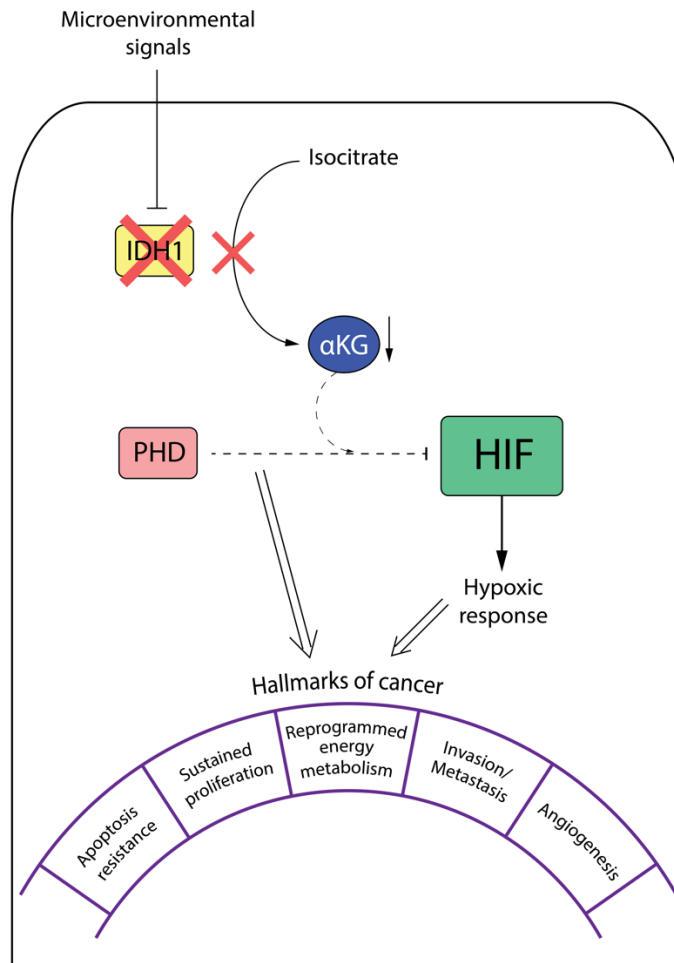 Microenvironmental
signals
Isocitrate
IDH1
αKG
PHD
HIF
Hypoxic
response
Hallmarks of cancer
Apoptosis
resistance
Sustained
proliferation
Reprogrammed
energy
metabolism
Invasion/
Metastasis
Angiogenesis